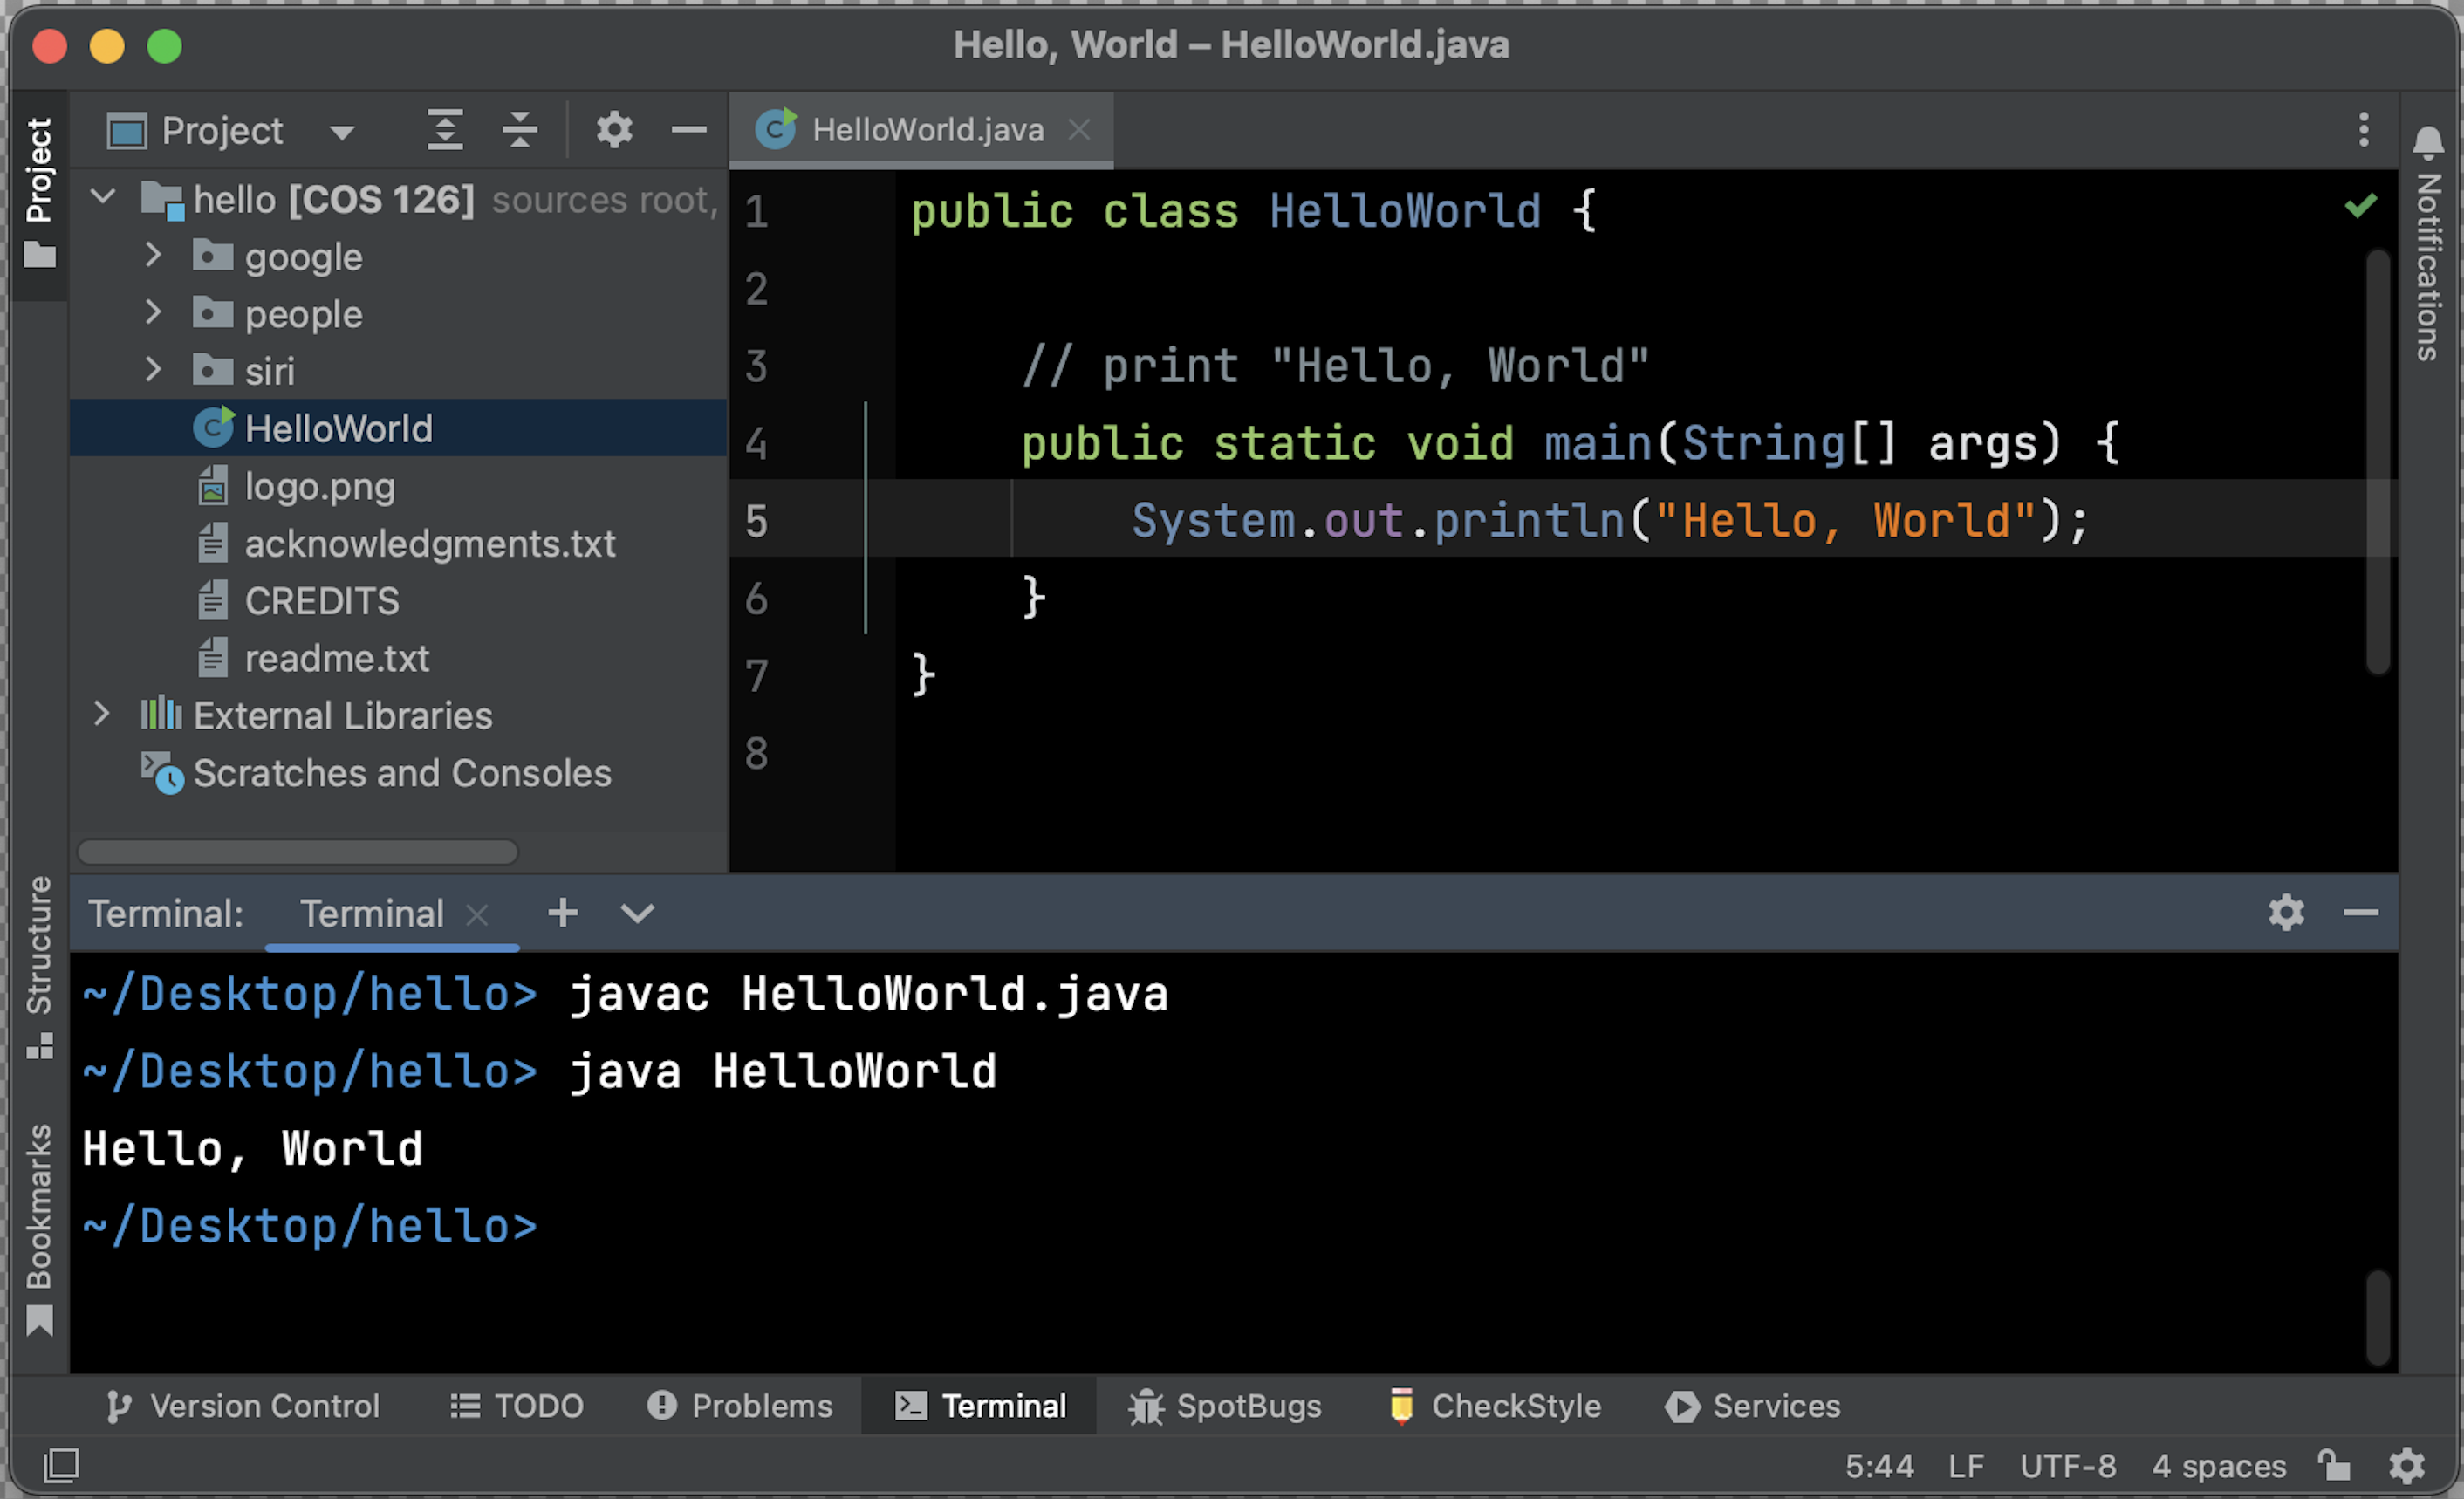 Hello, World – HelloWorld.java
Project
Project
hello [COS 126] sources root,
google
people
siri
HelloWorld
logo.png
acknowledgments.txt
CREDITS
readme.txt
External Libraries
Scratches and Consoles
HelloWorld.java
1 public class HelloWorld {
2
3 // print "Hello, World"
4 public static void main(String[] args) {
5 System.out.println("Hello, World");
6 }
7 }
8
Notifications
Structure
Bookmarks
Terminal: Terminal
~/Desktop/hello> javac HelloWorld.java
~/Desktop/hello> java HelloWorld
Hello, World
~/Desktop/hello>
Version Control TODO Problems Terminal SpotBugs CheckStyle Services
5:44 LF UTF-8 4 spaces